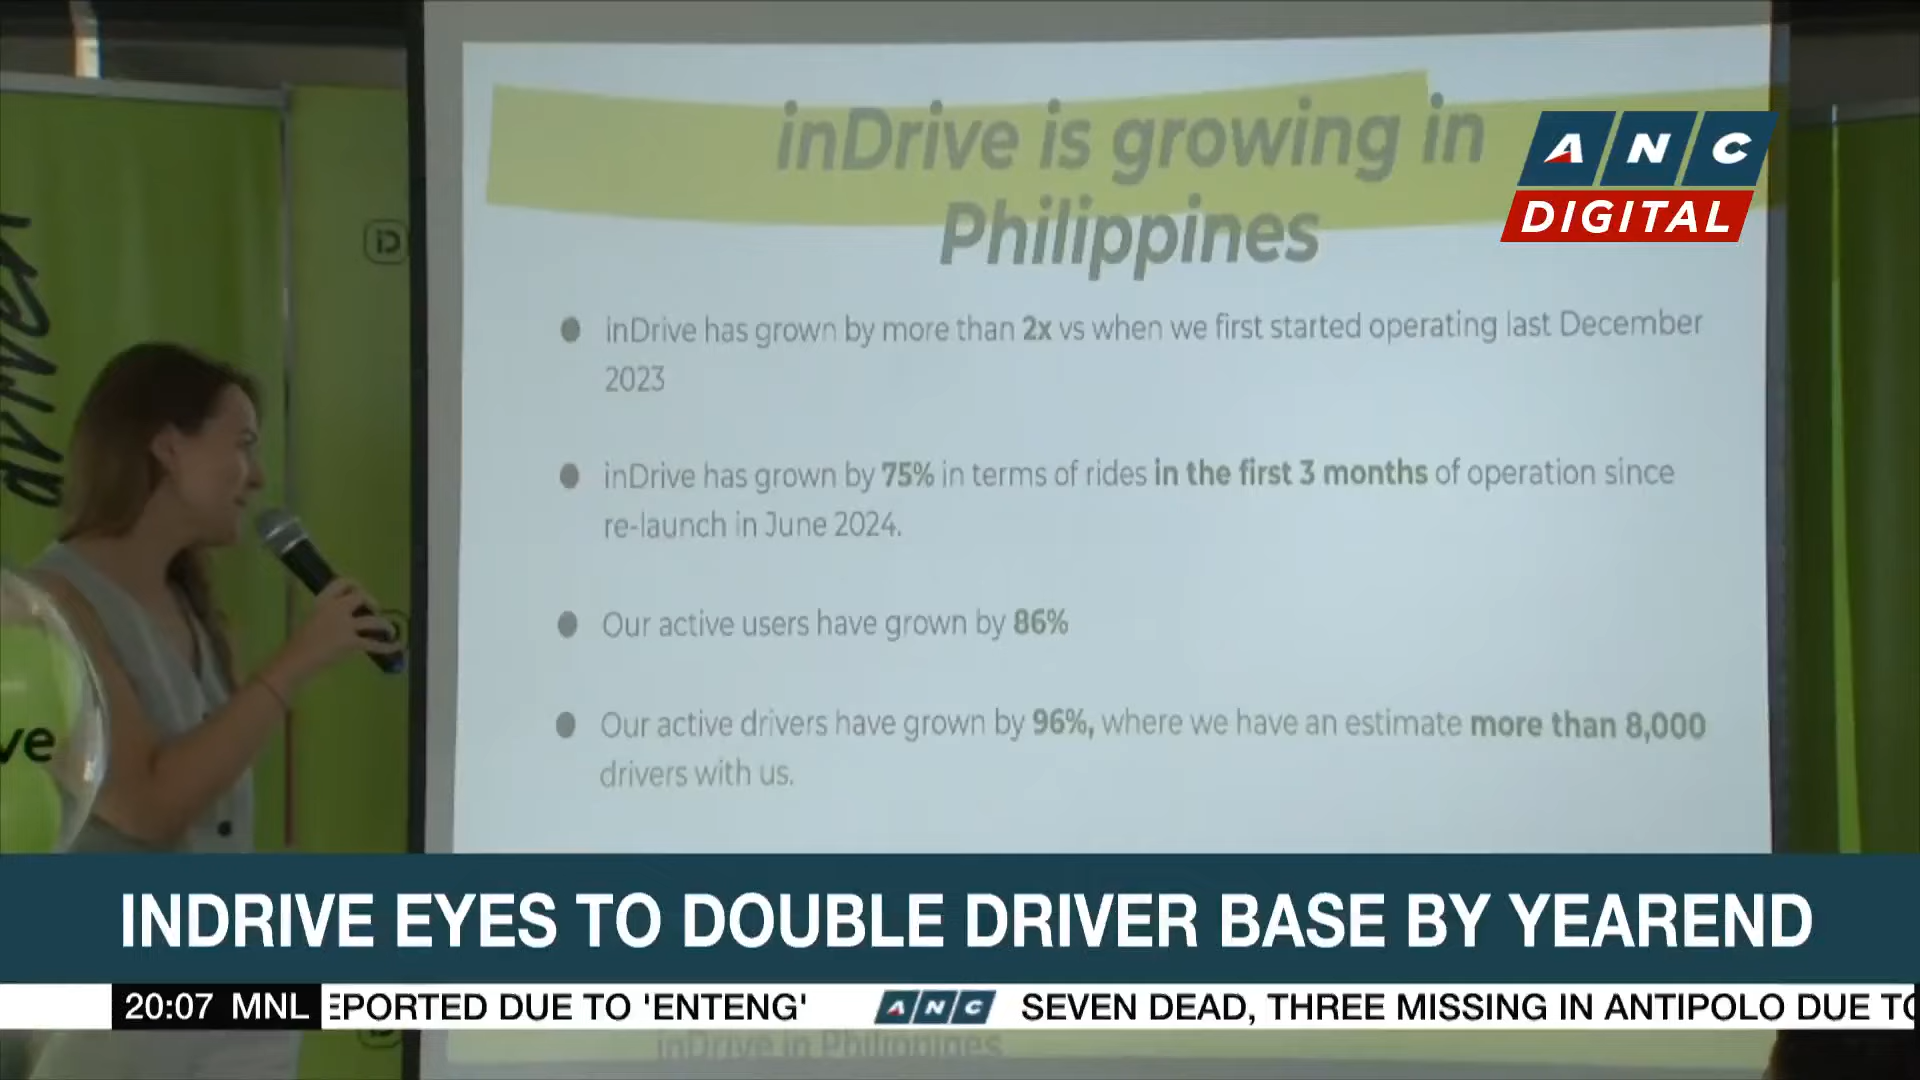 inDrive is growing in
Philippines
ANC
DIGITAL
iD
inDrive has grown by more than 2x vs when we first started operating last December
2023
inDrive has grown by 75% in terms of rides in the first 3 months of operation since
re-launch in June 2024.
Our active users have grown by 86%
Our active drivers have grown by 96%, where we have an estimate more than 8,000
drivers with us.
ve
INDRIVE EYES TO DOUBLE DRIVER BASE BY YEAREND
20:07 MNL EPORTED DUE TO 'ENTENG' ANC SEVEN DEAD, THREE MISSING IN ANTIPOLO DUE TO
inDrive in Philippines